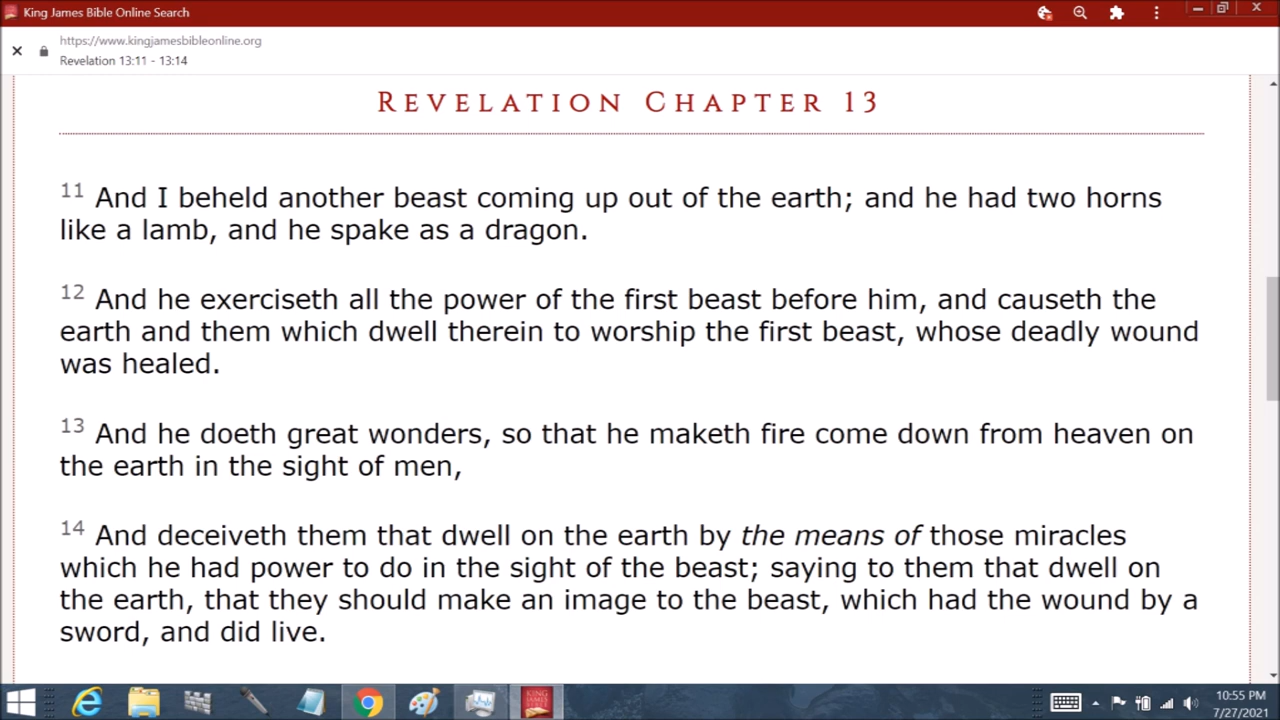 King James Bible Online Search
https://www.kingjamesbibleonline.org
Revelation 13:11 - 13:14
REVELATION CHAPTER 13
11 And I beheld another beast coming up out of the earth; and he had two horns
like a lamb, and he spake as a dragon.
12 And he exerciseth all the power of the first beast before him, and causeth the
earth and them which dwell therein to worship the first beast, whose deadly wound
was healed.
13 And he doeth great wonders, so that he maketh fire come down from heaven on
the earth in the sight of men,
14 And deceiveth them that dwell on the earth by the means of those miracles
which he had power to do in the sight of the beast; saying to them that dwell on
the earth, that they should make an image to the beast, which had the wound by a
sword, and did live.
KING
JAMES
BIBLE
10:55 PM
7/27/2021